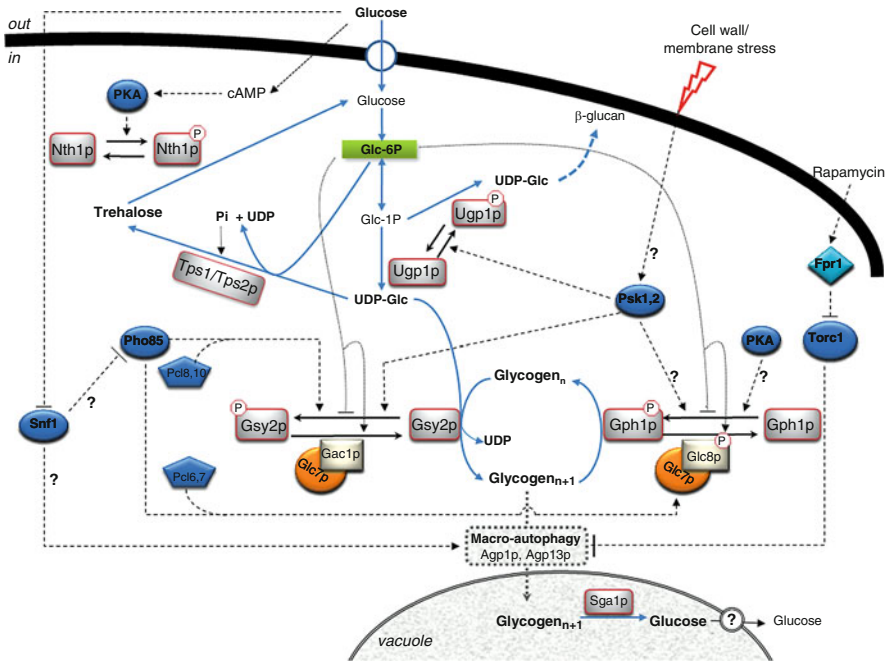 out
in
Glucose
Cell wall/
membrane stress
PKA
cAMP
Glucose
β-glucan
Nth1p
Nth1p
P
Glc-6P
Rapamycin
UDP-Glc
Trehalose
Pi + UDP
Glc-1P
P
Ugp1p
Ugp1p
?
Fpr1
Tps1/Tps2p
UDP-Glc
Psk1,2
Pho85
PKA
Torc1
Pcl8,10
Glycogenn
?
?
?
Snf1
P
Gsy2p
Gsy2p
Gph1p
P
Gph1p
UDP
Gac1p
Glc7p
P
Glc8p
Glc7p
Pcl6,7
?
Glycogenn+1
Macro-autophagy
Agp1p, Agp13p
Sga1p
Glycogenn+1
Glucose
?
Glucose
vacuole